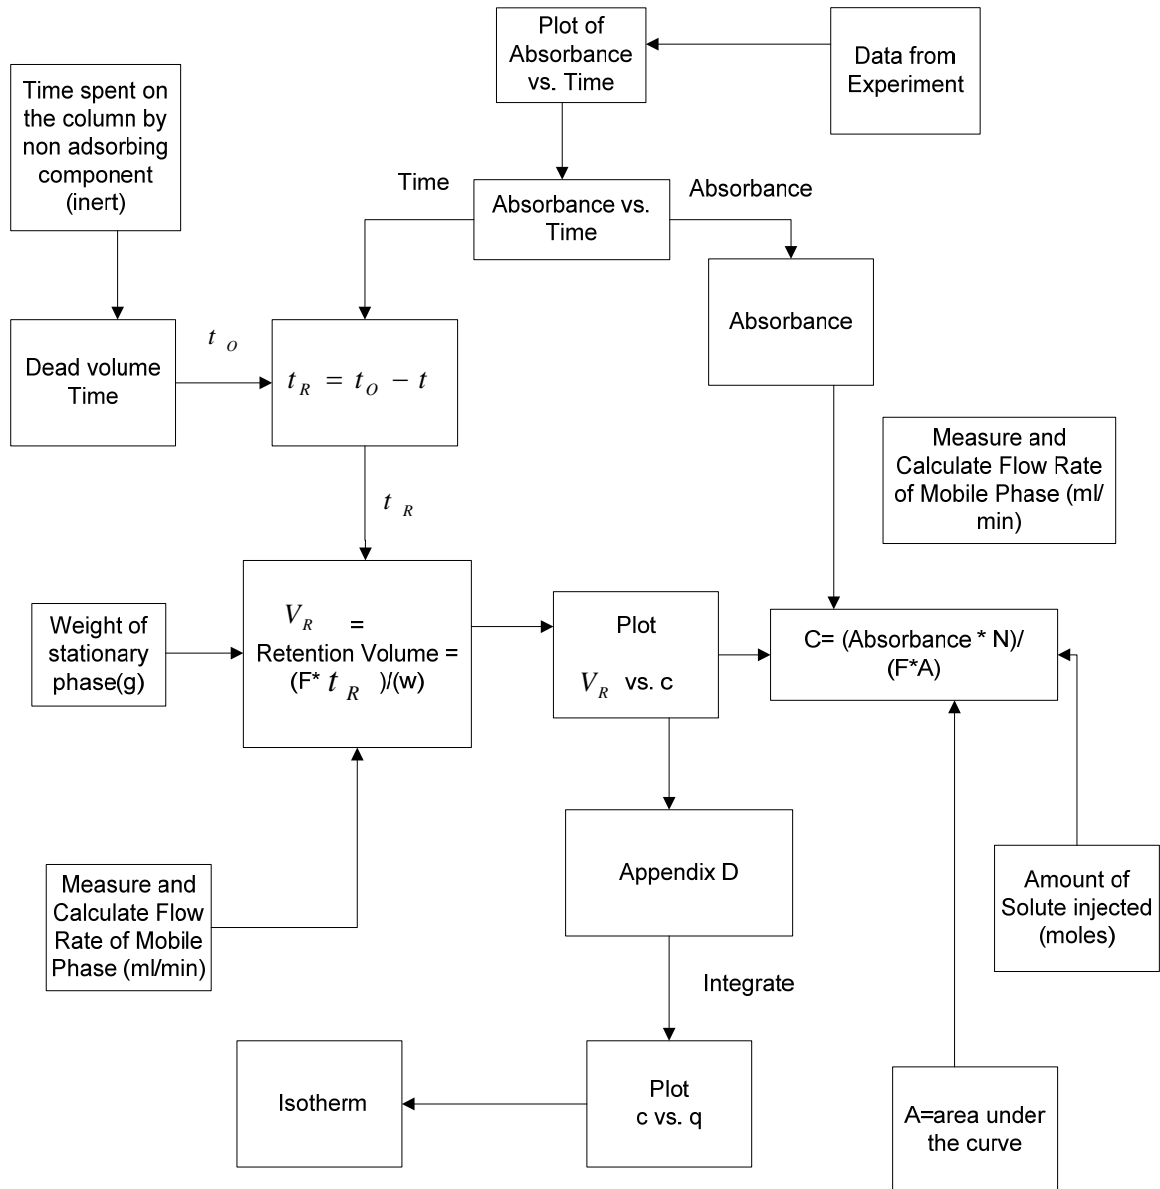 Plot of
Absorbance
vs. Time
Data from
Experiment
Time spent on
the column by
non adsorbing
component
(inert)
Time
Absorbance
Absorbance vs.
Time
Absorbance
Dead volume
Time
t O
t R = t O − t
Measure and
Calculate Flow Rate
of Mobile Phase (ml/
min)
t R
Weight of
stationary
phase(g)
V R =
Retention Volume =
(F* t R )/(w)
Plot
V R vs. c
C= (Absorbance * N)/
(F*A)
Measure and
Calculate Flow
Rate of Mobile
Phase (ml/min)
Appendix D
Amount of
Solute injected
(moles)
Integrate
Isotherm
Plot
c vs. q
A=area under
the curve